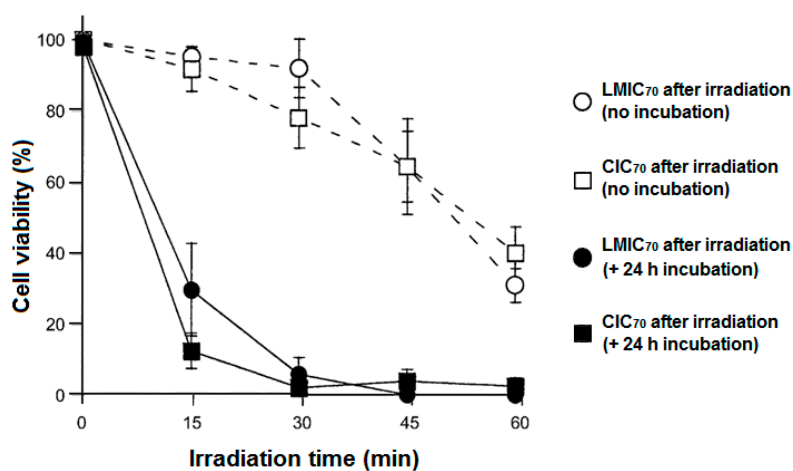 100
80
60
40
20
0
0
15
30
45
60
Cell viability (%)
Irradiation time (min)
LMIC70 after irradiation
(no incubation)
CIC70 after irradiation
(no incubation)
LMIC70 after irradiation
(+ 24 h incubation)
CIC70 after irradiation
(+ 24 h incubation)